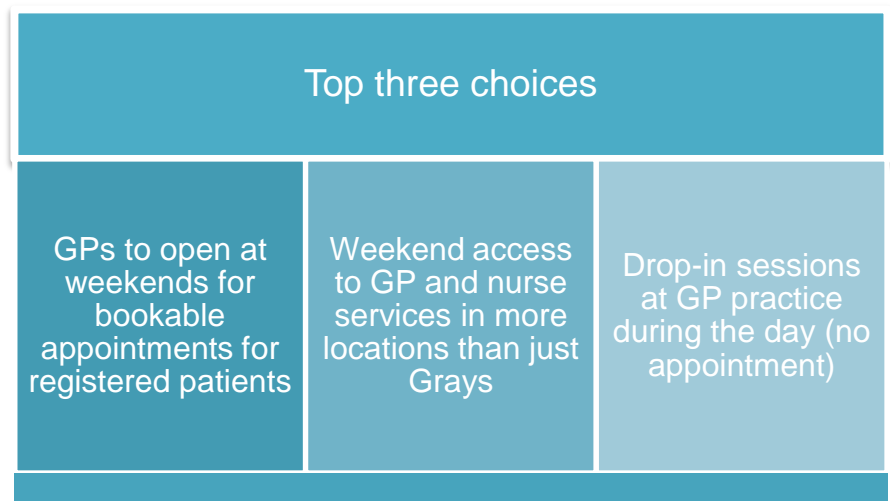 Top three choices
GPs to open at
weekends for
bookable
appointments for
registered patients
Weekend access
to GP and nurse
services in more
locations than just
Grays
Drop-in sessions
at GP practice
during the day (no
appointment)